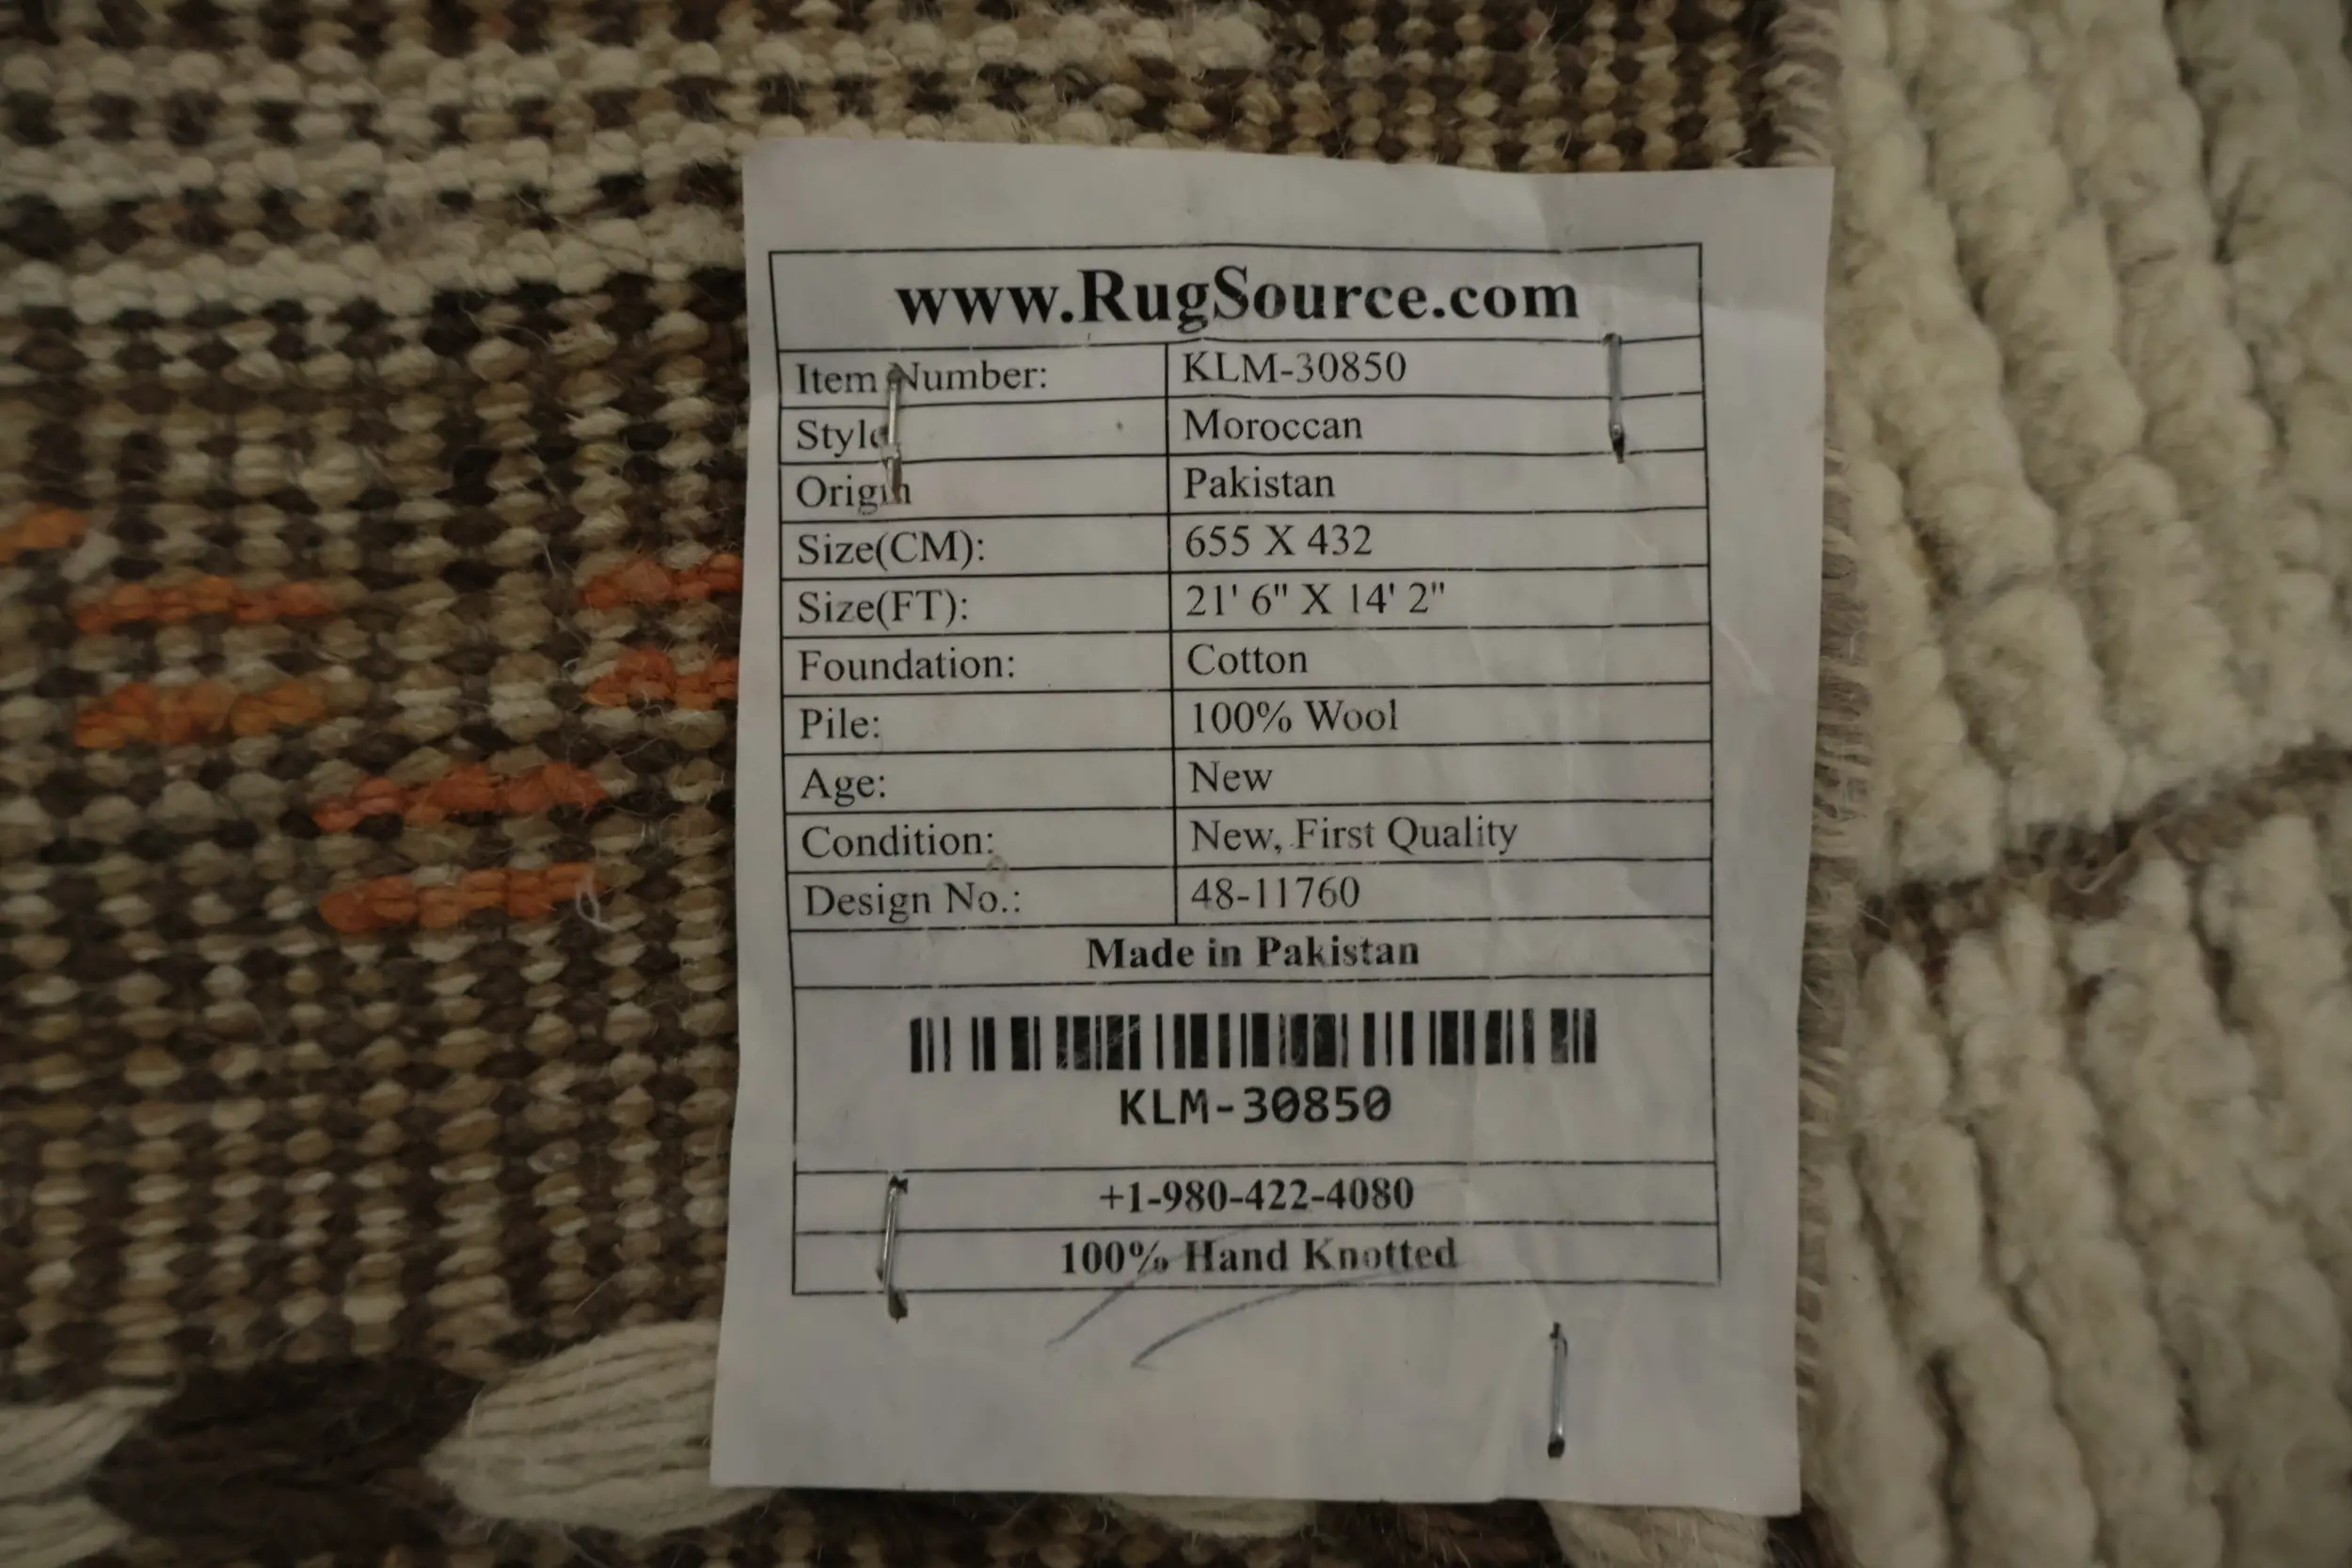 www.RugSource.com
Item Number: KLM-30850
Style Moroccan
Origin Pakistan
Size(CM): 655 X 432
Size(FT): 21' 6" X 14' 2"
Foundation: Cotton
Pile: 100% Wool
Age: New
Condition: New, First Quality
Design No.: 48-11760
Made in Pakistan
KLM-30850
+1-980-422-4080
100% Hand Knotted